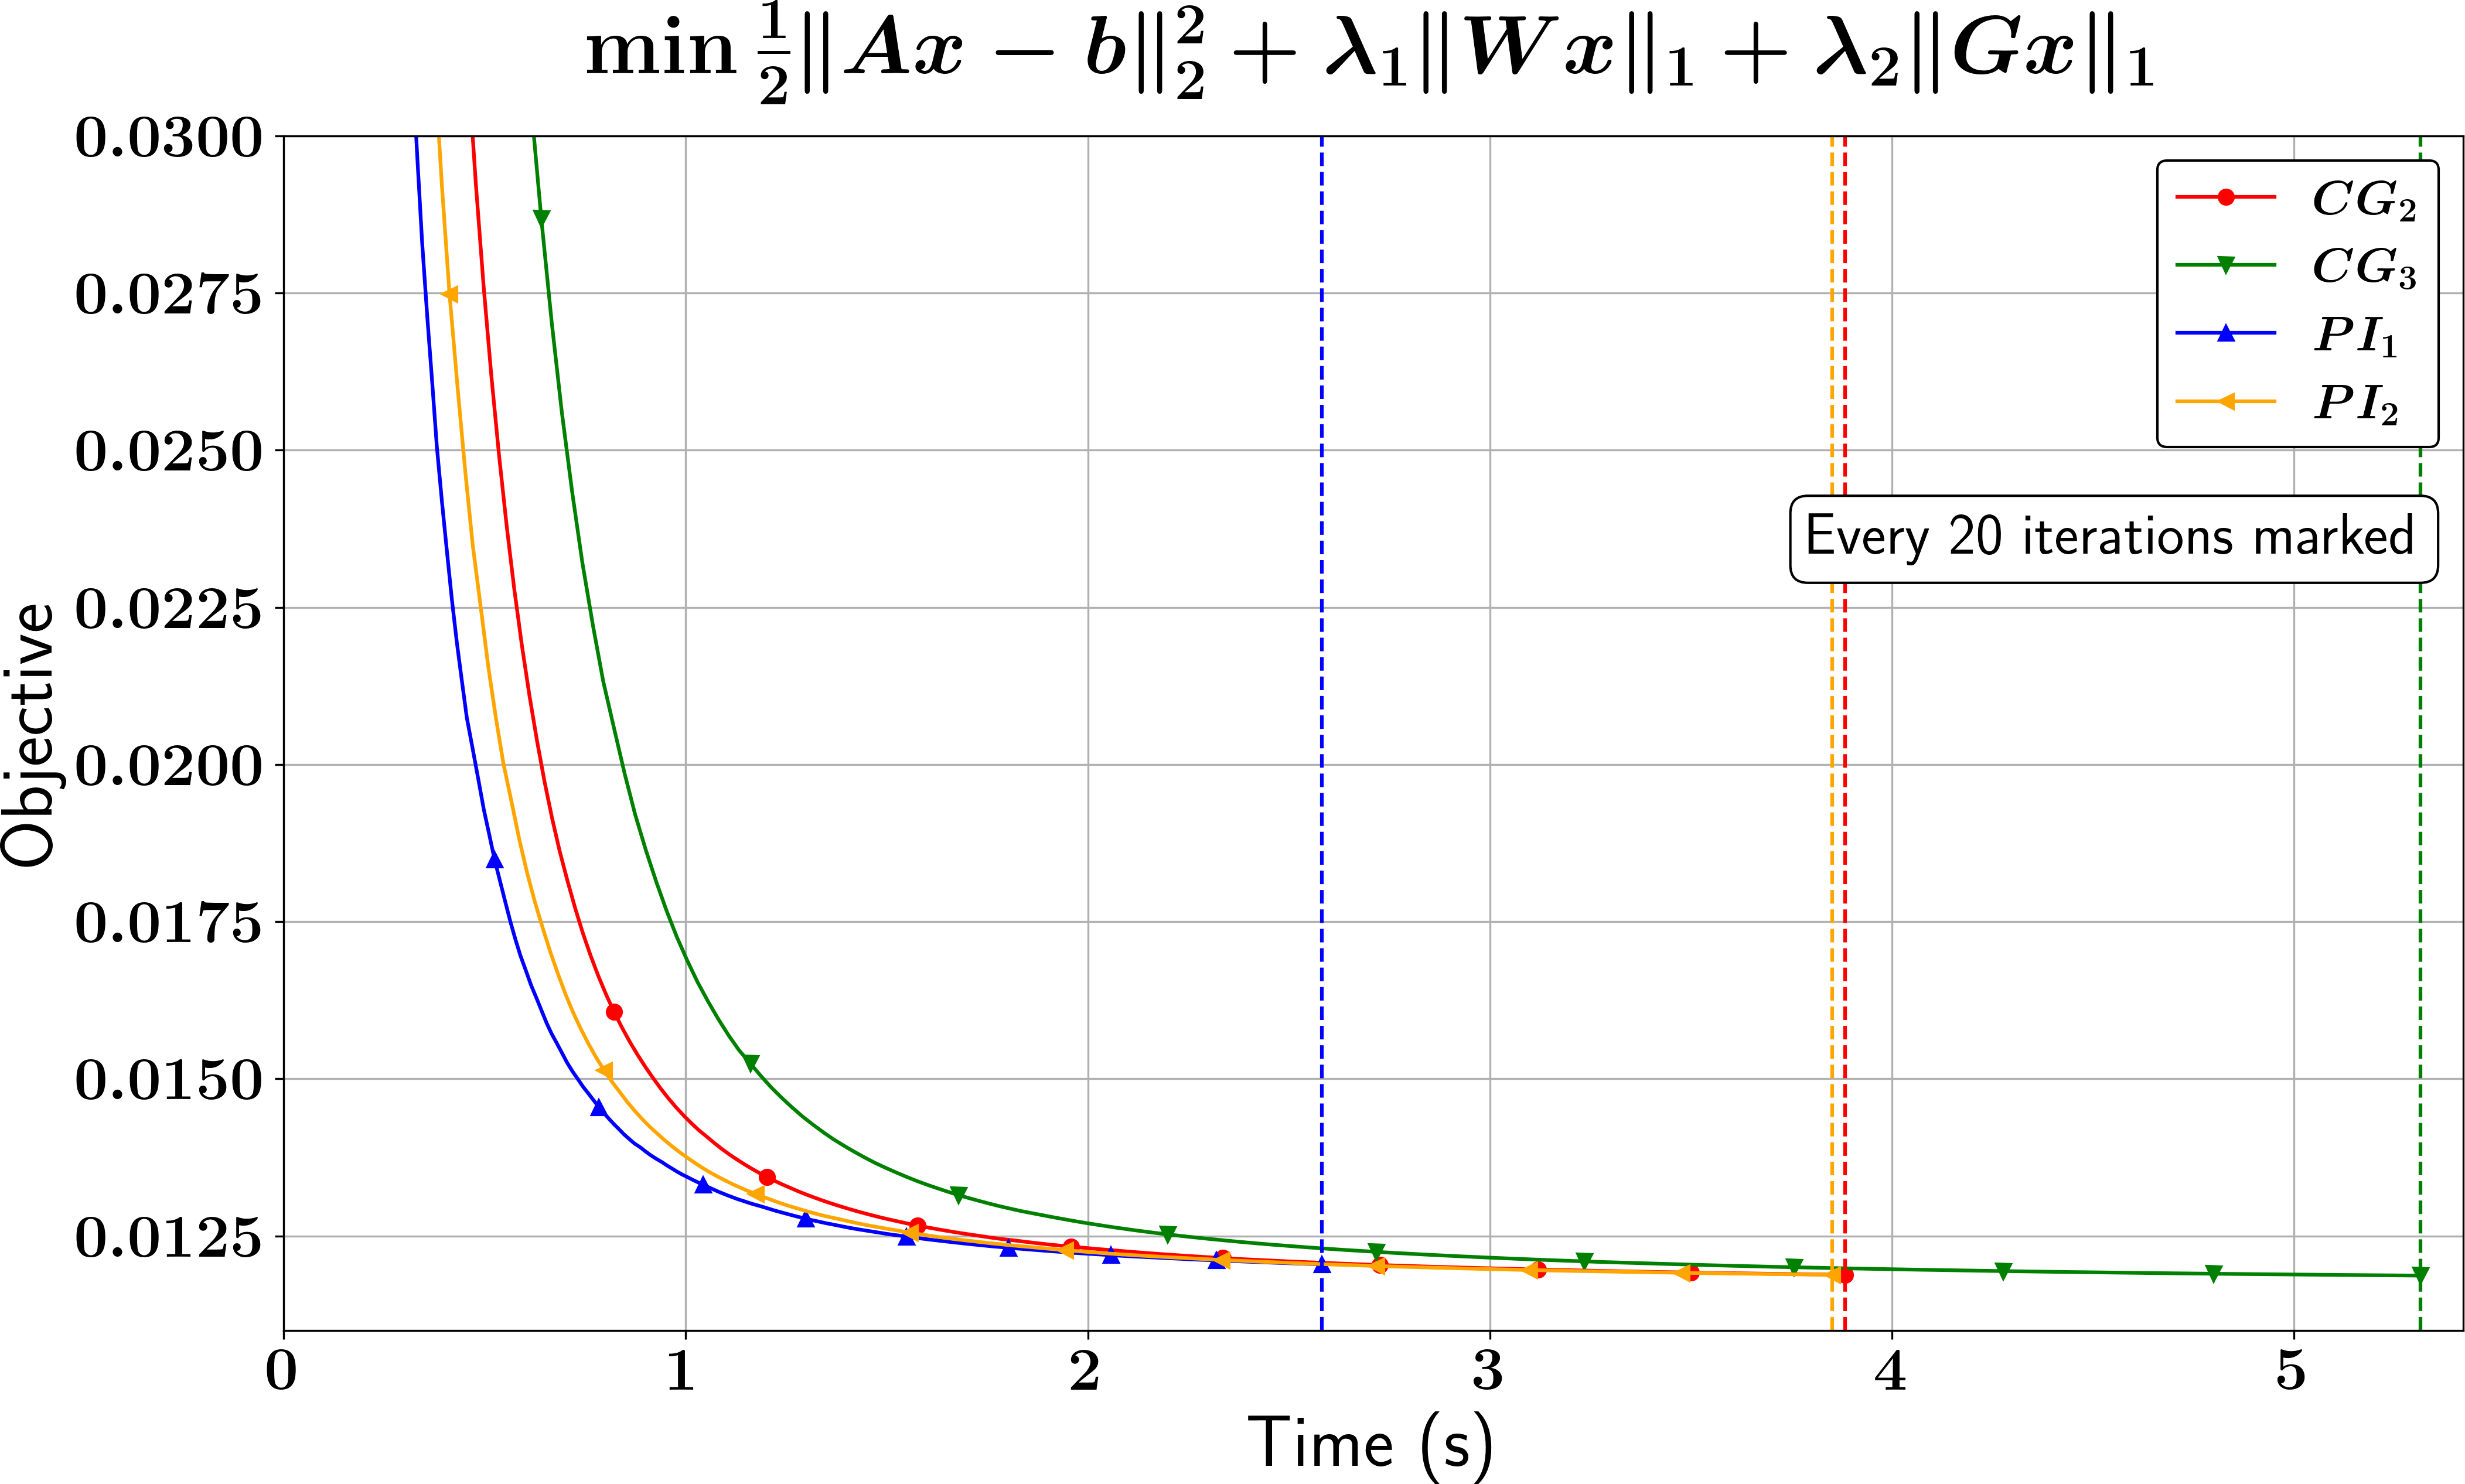 min ½‖Ax − b‖₂² + λ₁‖Wx‖₁ + λ₂‖Gx‖₁
0.0300
0.0275
0.0250
0.0225
0.0200
0.0175
0.0150
0.0125
Objective
CG₂
CG₃
PI₁
PI₂
Every 20 iterations marked
0 1 2 3 4 5
Time (s)